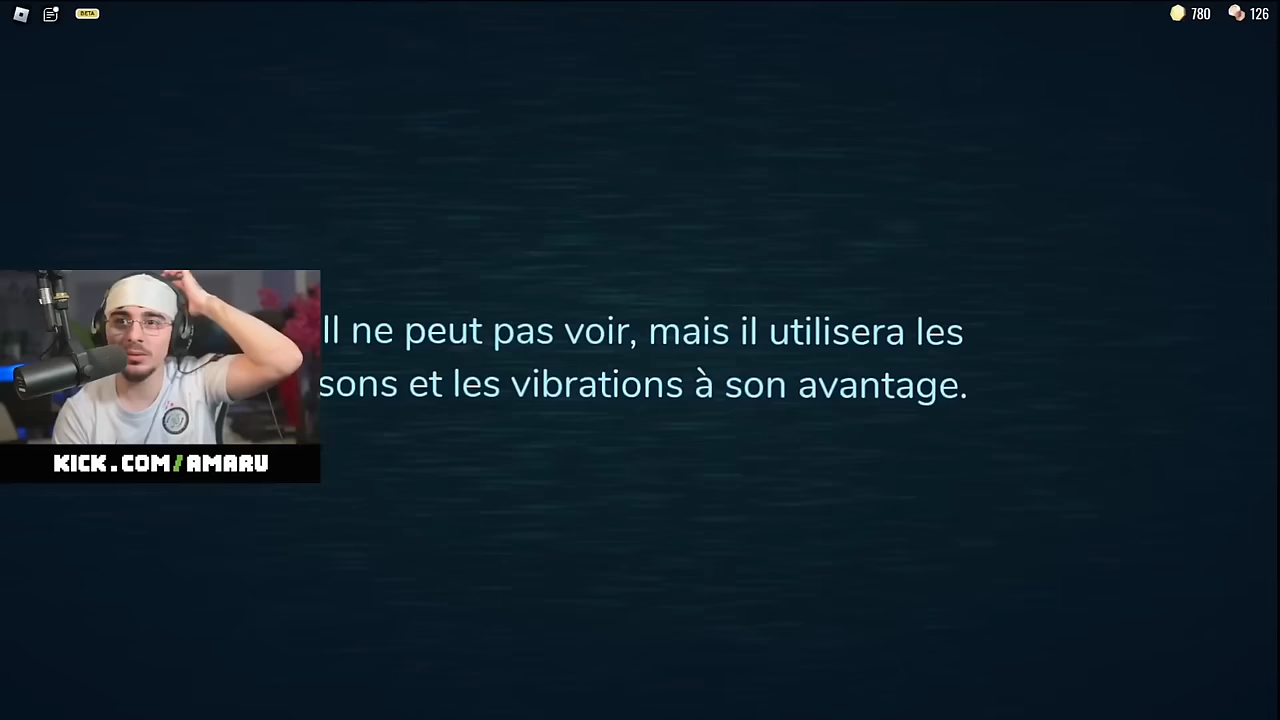 BETA
780
126
Il ne peut pas voir, mais il utilisera les
sons et les vibrations à son avantage.
KICK.COM/AMARU